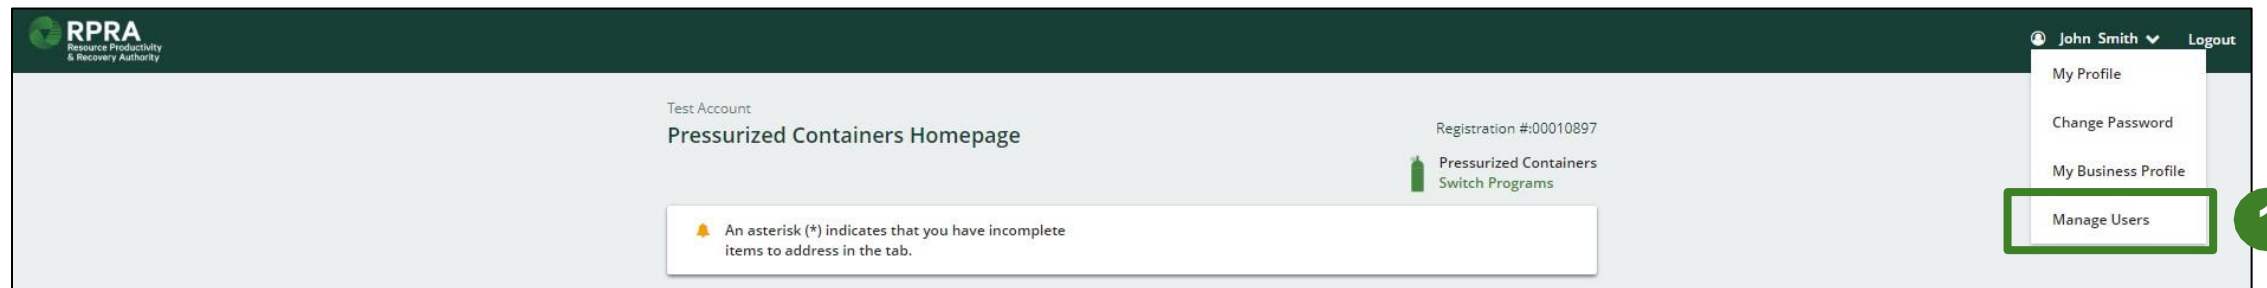 RPRA
Resource Productivity
& Recovery Authority
John Smith
Logout
My Profile
Change Password
My Business Profile
Manage Users
Test Account
Pressurized Containers Homepage
Registration #:00010897
Pressurized Containers
Switch Programs
An asterisk (*) indicates that you have incomplete
items to address in the tab.